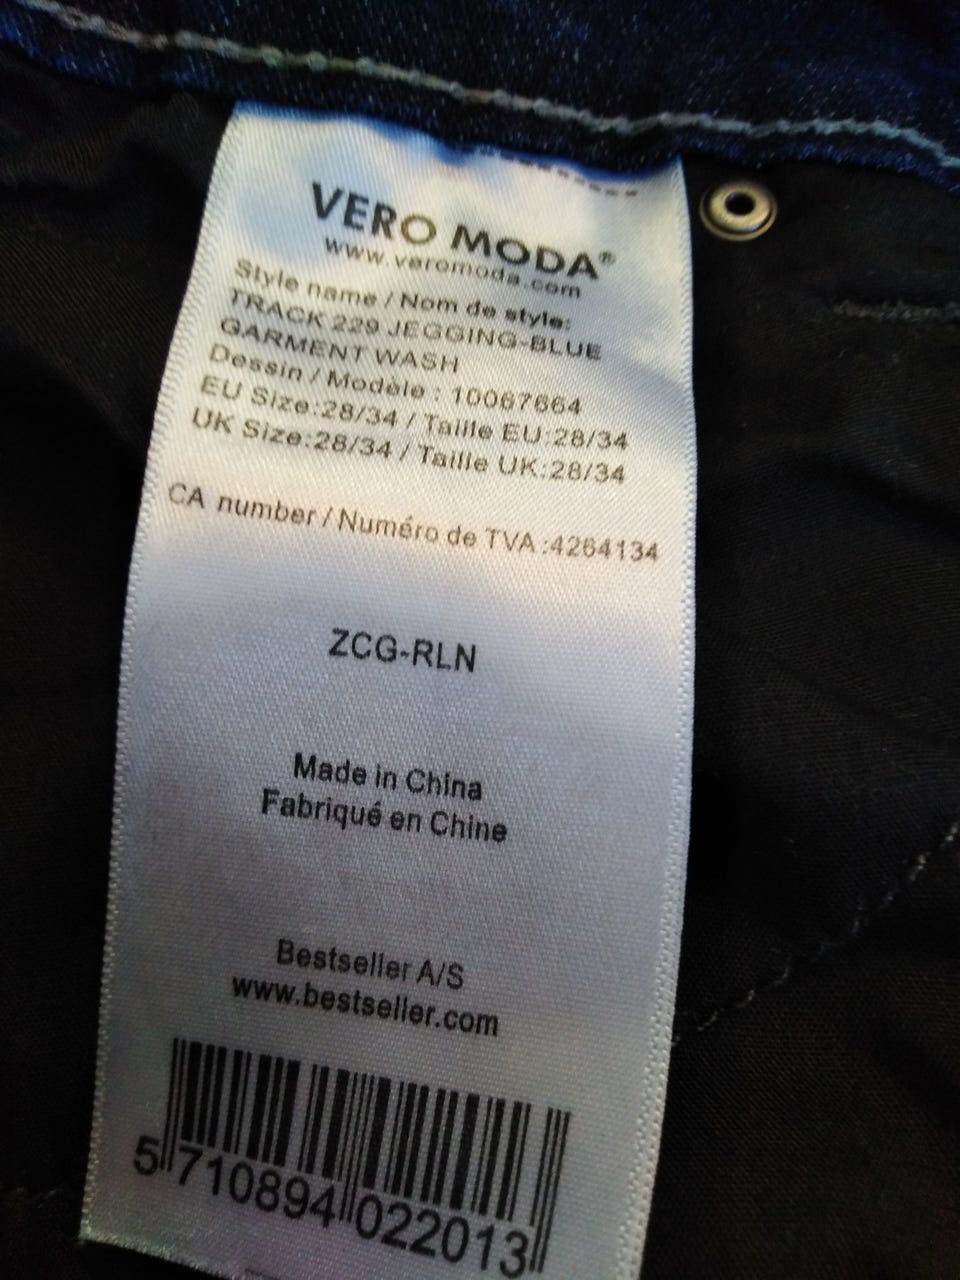 VERO MODA®
www.veromoda.com
Style name / Nom de style:
TRACK 229 JEGGING-BLUE
GARMENT WASH
Dessin / Modèle : 10067664
EU Size:28/34 / Taille EU:28/34
UK Size:28/34 / Taille UK:28/34
CA number / Numéro de TVA :4264134
ZCG-RLN
Made in China
Fabriqué en Chine
Bestseller A/S
www.bestseller.com
5 710894 022013